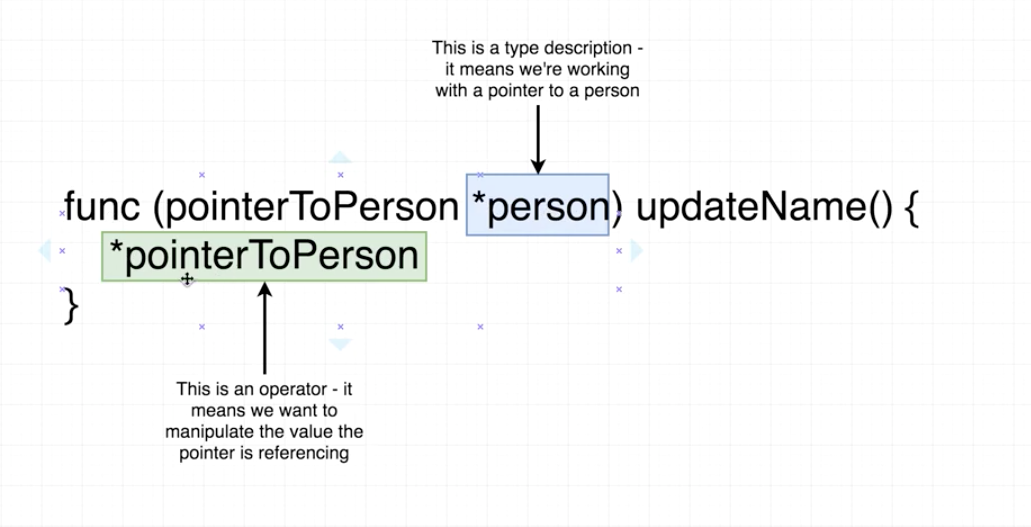 This is a type description -
it means we're working
with a pointer to a person
func (pointerToPerson *person) updateName() {
*pointerToPerson
}
This is an operator - it
means we want to
manipulate the value the
pointer is referencing